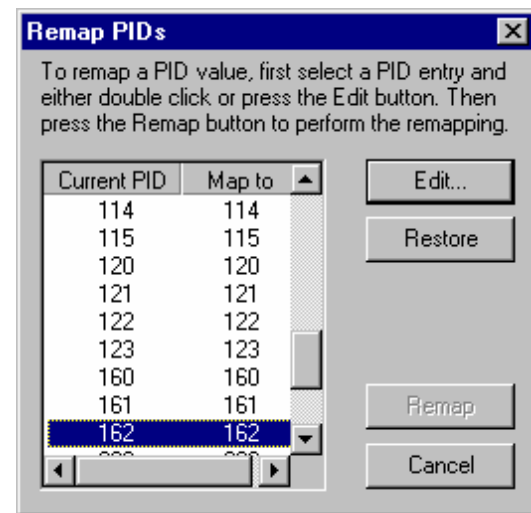 Remap PIDs
To remap a PID value, first select a PID entry and
either double click or press the Edit button. Then
press the Remap button to perform the remapping.
Current PID Map to
114 114
115 115
120 120
121 121
122 122
123 123
160 160
161 161
162 162
Edit...
Restore
Remap
Cancel